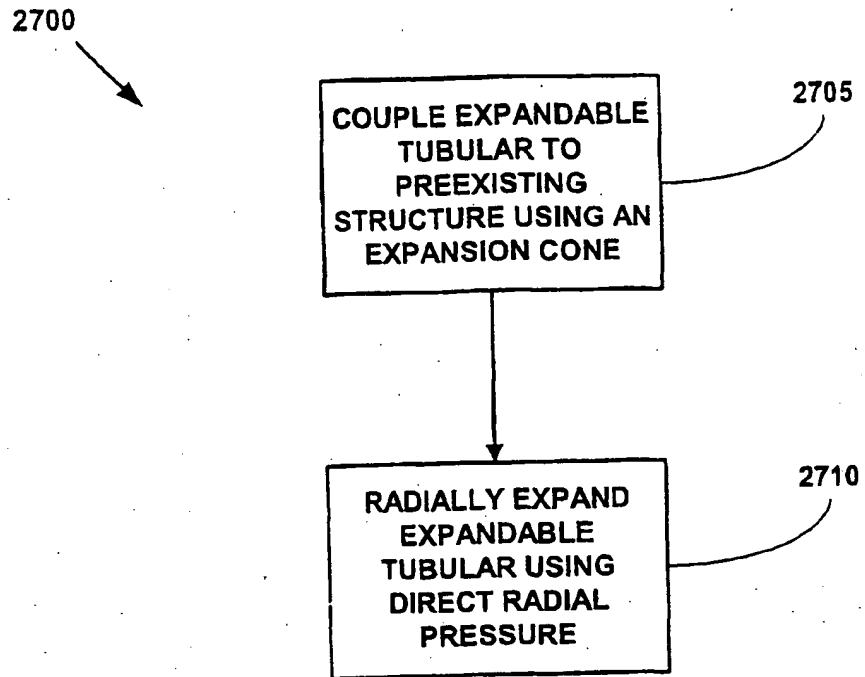 2700
COUPLE EXPANDABLE
TUBULAR TO
PREEXISTING
STRUCTURE USING AN
EXPANSION CONE
2705
RADIALLY EXPAND
EXPANDABLE
TUBULAR USING
DIRECT RADIAL
PRESSURE
2710